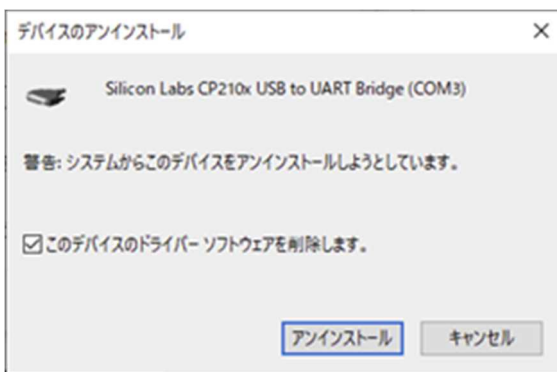 デバイスのアンインストール
Silicon Labs CP210x USB to UART Bridge (COM3)
警告: システムからこのデバイスをアンインストールしようとしています。
このデバイスのドライバー ソフトウェアを削除します。
アンインストール
キャンセル